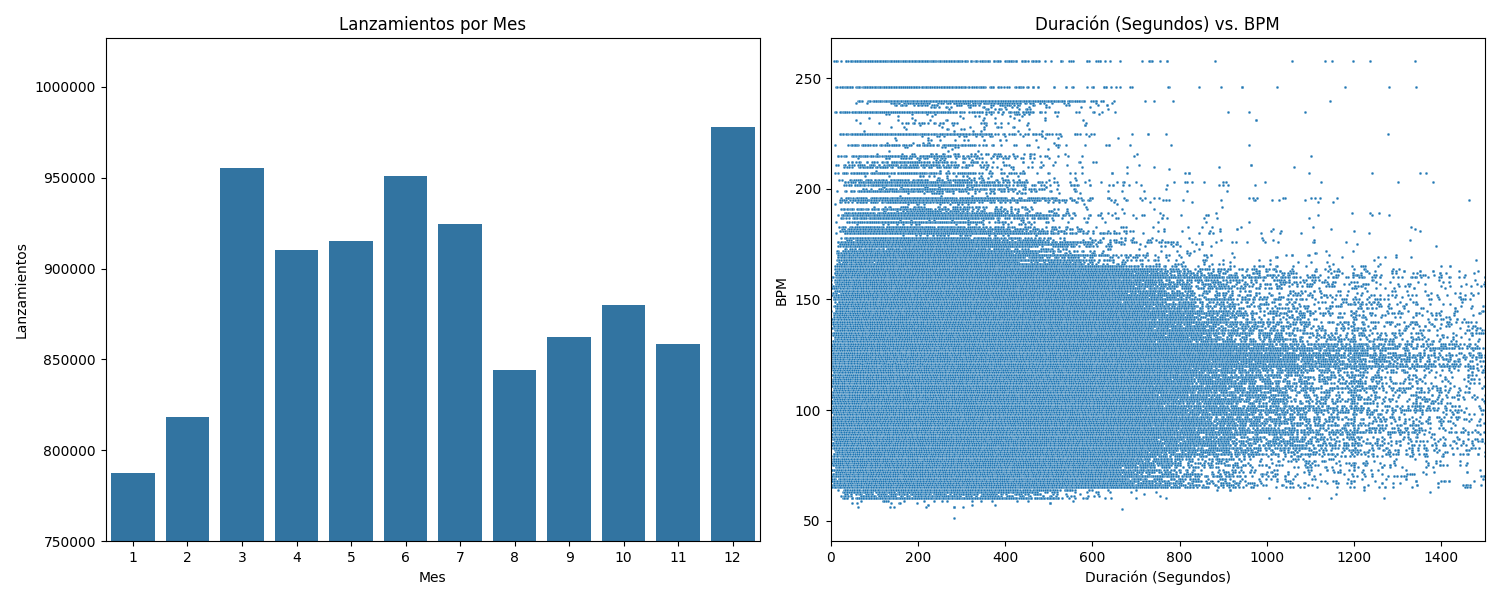 Lanzamientos por Mes
Lanzamientos
1000000
950000
900000
850000
800000
750000
1 2 3 4 5 6 7 8 9 10 11 12
Mes
Duración (Segundos) vs. BPM
BPM
250
200
150
100
50
0 200 400 600 800 1000 1200 1400
Duración (Segundos)